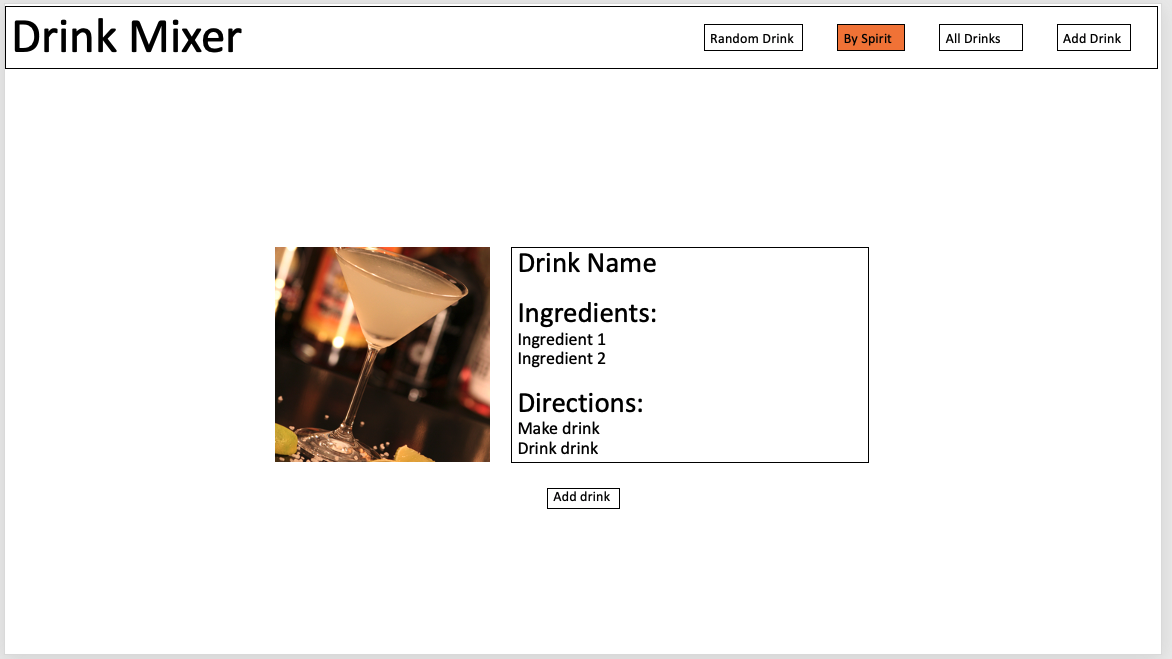 Drink Mixer
Random Drink
By Spirit
All Drinks
Add Drink
Drink Name
Ingredients:
Ingredient 1
Ingredient 2
Directions:
Make drink
Drink drink
Add drink